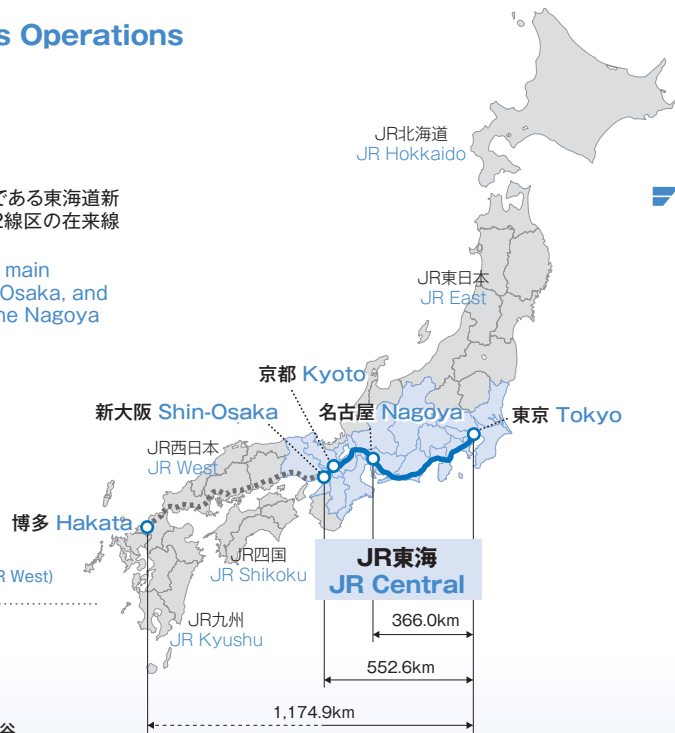 s Operations
JR北海道
JR Hokkaido
である東海道新
2線区の在来線
main
Osaka, and
he Nagoya
JR東日本
JR East
京都 Kyoto
新大阪 Shin-Osaka
名古屋 Nagoya
東京 Tokyo
JR西日本
JR West
博多 Hakata
JR四国
JR Shikoku
JR東海
JR Central
R West)
JR九州
JR Kyushu
366.0km
552.6km
1,174.9km